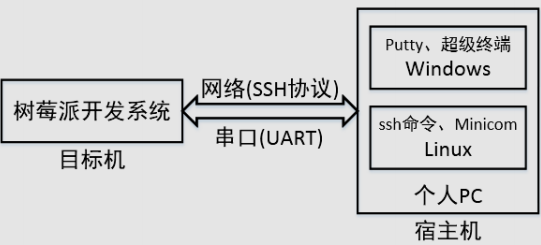 树莓派开发系统
目标机
网络(SSH协议)
串口(UART)
Putty、超级终端
Windows
ssh命令、Minicom
Linux
个人PC
宿主机